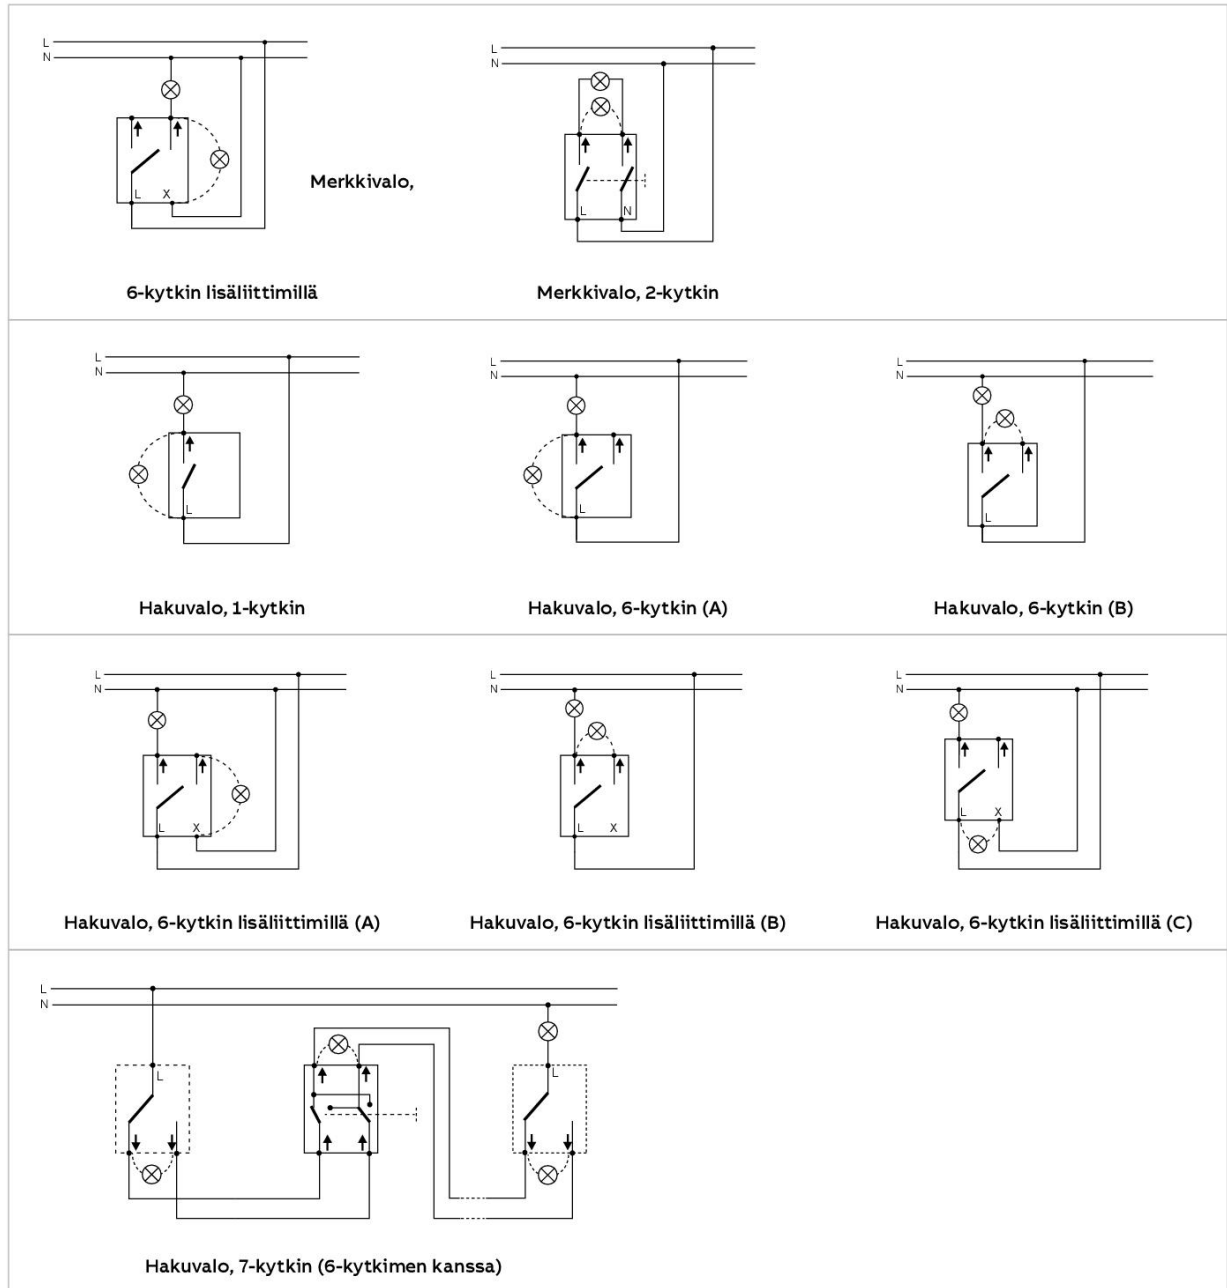 L
N
L X
Merkkivalo,
6-kytkin lisäliittimillä
L
N
L N
Merkkivalo, 2-kytkin
L
N
L
Hakuvalo, 1-kytkin
L
N
L
Hakuvalo, 6-kytkin (A)
L
N
L
Hakuvalo, 6-kytkin (B)
L
N
L X
Hakuvalo, 6-kytkin lisäliittimillä (A)
L
N
L X
Hakuvalo, 6-kytkin lisäliittimillä (B)
L
N
L X
Hakuvalo, 6-kytkin lisäliittimillä (C)
L
N
L
L
Hakuvalo, 7-kytkin (6-kytkimen kanssa)